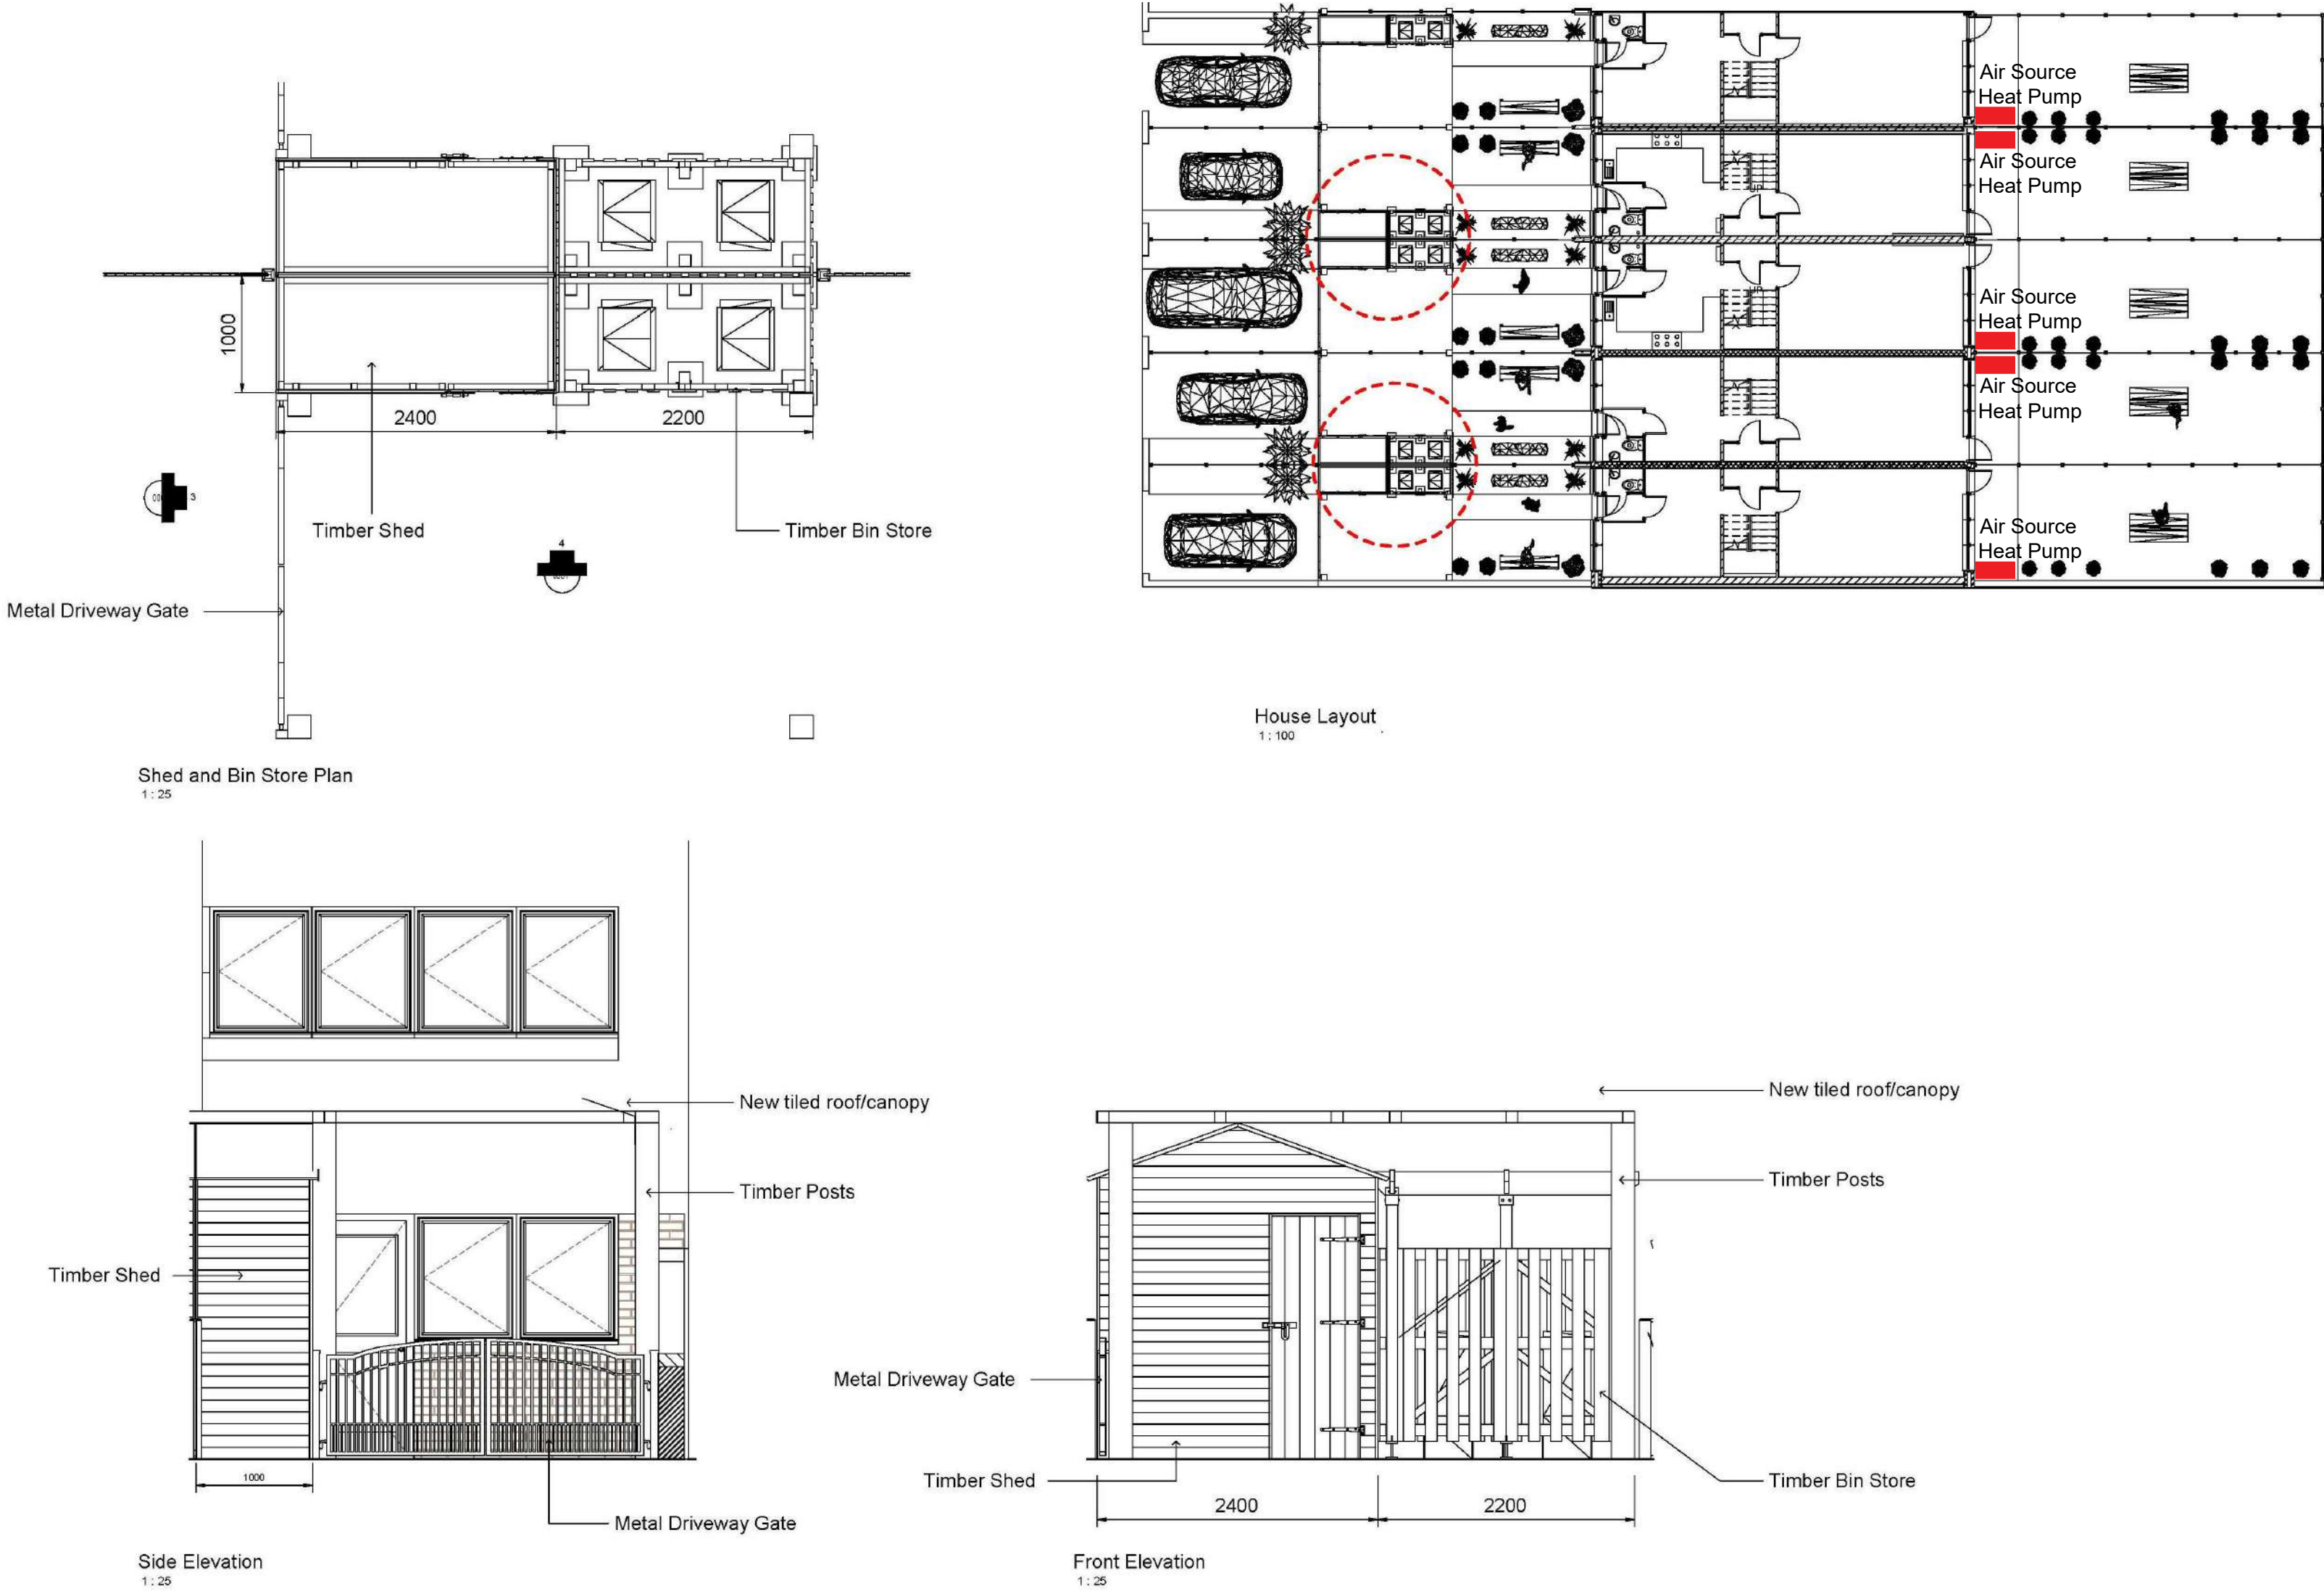 1000
2400
2200
3
Timber Shed
Timber Bin Store
4
Metal Driveway Gate
Shed and Bin Store Plan
1 : 25
Air Source
Heat Pump
Air Source
Heat Pump
UP
Air Source
Heat Pump
UP
Air Source
Heat Pump
Air Source
Heat Pump
House Layout
1 : 100
New tiled roof/canopy
Timber Posts
Timber Shed
1000
Metal Driveway Gate
Side Elevation
1 : 25
New tiled roof/canopy
Timber Posts
Metal Driveway Gate
Timber Shed
Timber Bin Store
2400
2200
Front Elevation
1 : 25